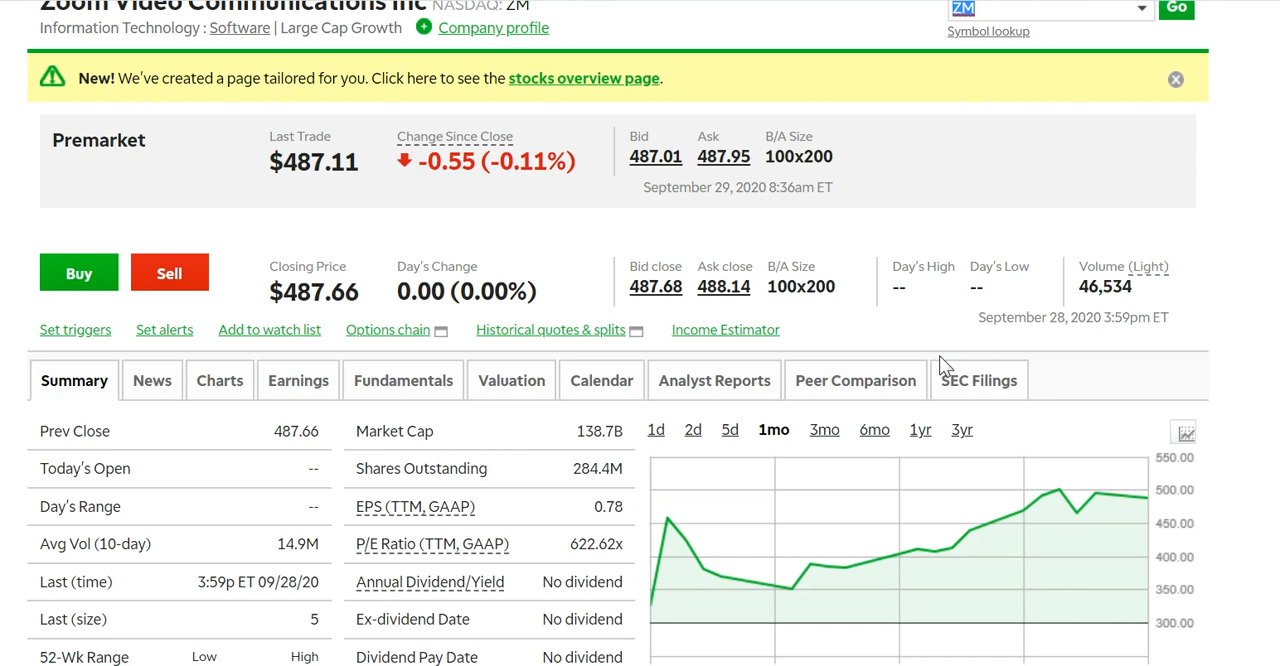 Zoom Video Communications Inc NASDAQ: ZM
ZM
Go
Information Technology : Software | Large Cap Growth Company profile
Symbol lookup
New! We've created a page tailored for you. Click here to see the stocks overview page.
Premarket
Last Trade
$487.11
Change Since Close
-0.55 (-0.11%)
Bid Ask B/A Size
487.01 487.95 100x200
September 29, 2020 8:36am ET
Buy Sell
Closing Price
$487.66
Day's Change
0.00 (0.00%)
Bid close Ask close B/A Size
487.68 488.14 100x200
Day's High Day's Low
-- --
Volume (Light)
46,534
September 28, 2020 3:59pm ET
Set triggers Set alerts Add to watch list Options chain Historical quotes & splits Income Estimator
Summary News Charts Earnings Fundamentals Valuation Calendar Analyst Reports Peer Comparison SEC Filings
Prev Close 487.66
Today's Open --
Day's Range --
Avg Vol (10-day) 14.9M
Last (time) 3:59p ET 09/28/20
Last (size) 5
52-Wk Range Low High
Market Cap 138.7B
Shares Outstanding 284.4M
EPS (TTM, GAAP) 0.78
P/E Ratio (TTM, GAAP) 622.62x
Annual Dividend/Yield No dividend
Ex-dividend Date No dividend
Dividend Pay Date No dividend
1d 2d 5d 1mo 3mo 6mo 1yr 3yr
550.00
500.00
450.00
400.00
350.00
300.00